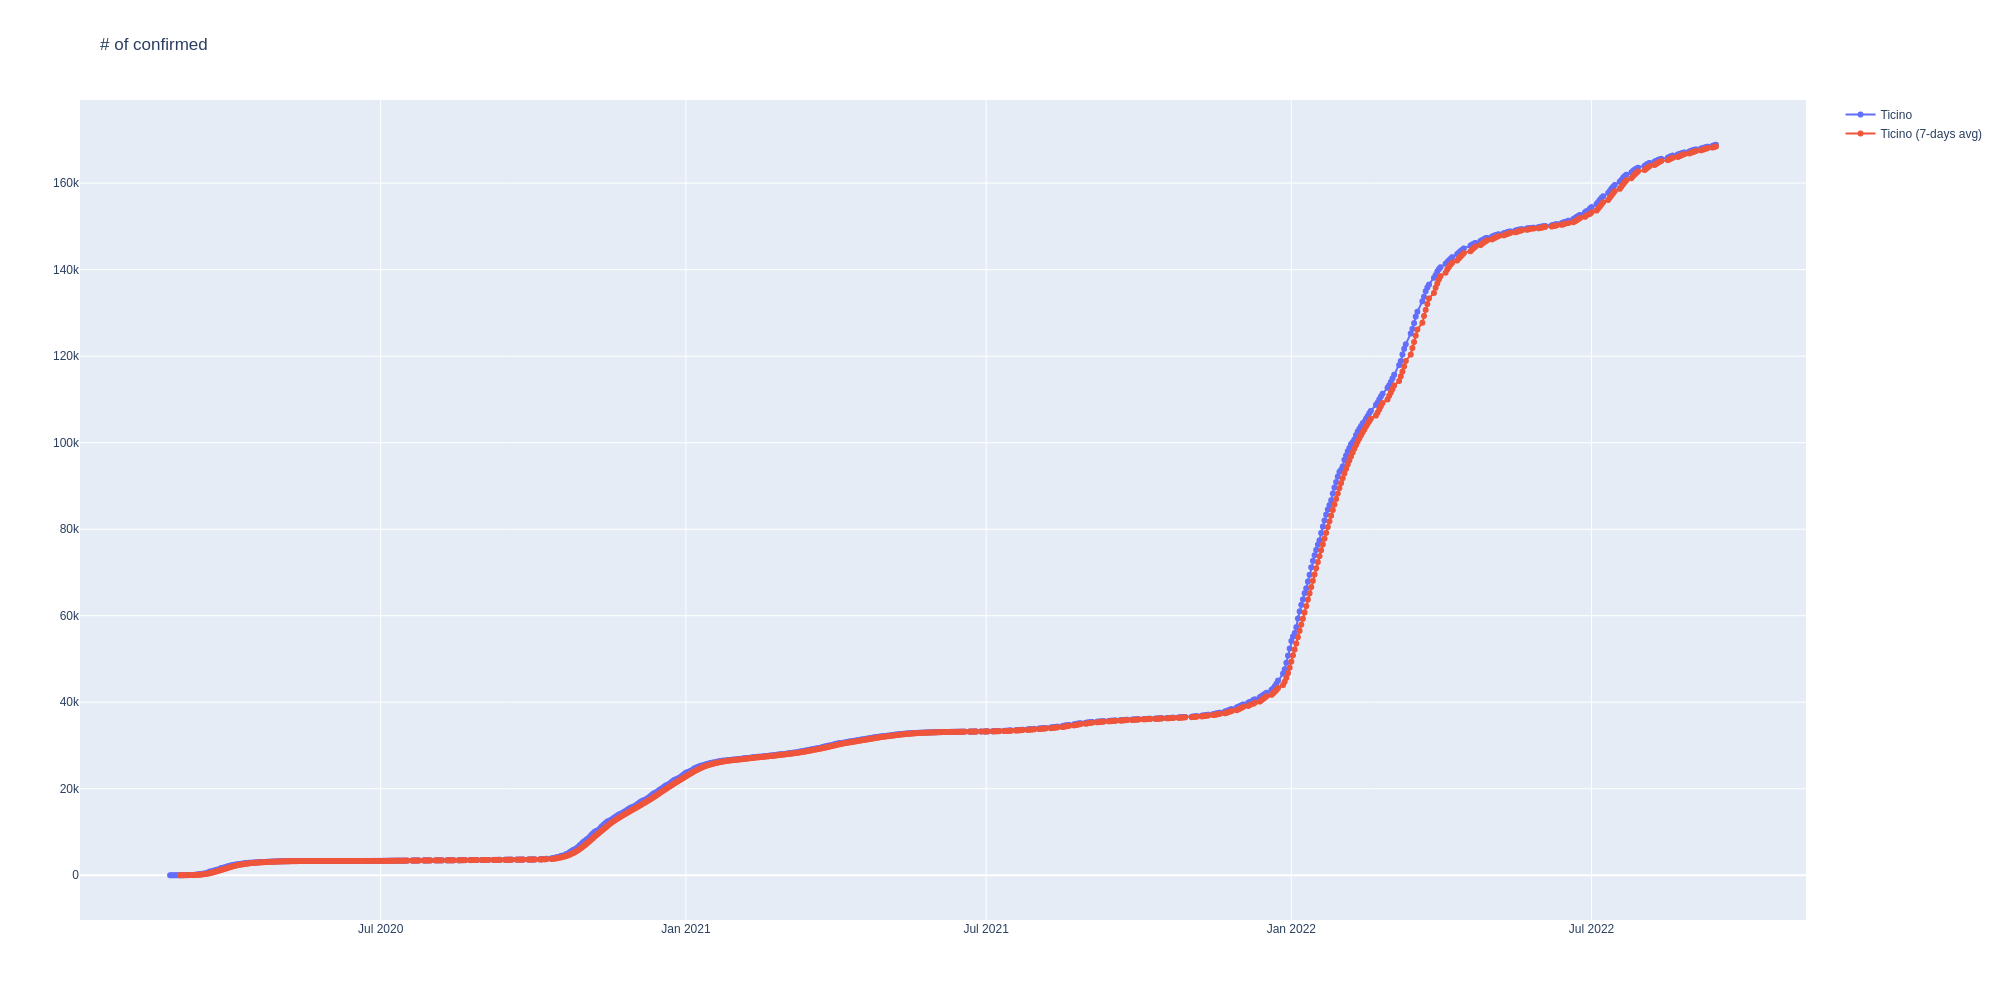 # of confirmed
Ticino
Ticino (7-days avg)
160k
140k
120k
100k
80k
60k
40k
20k
0
Jul 2020
Jan 2021
Jul 2021
Jan 2022
Jul 2022